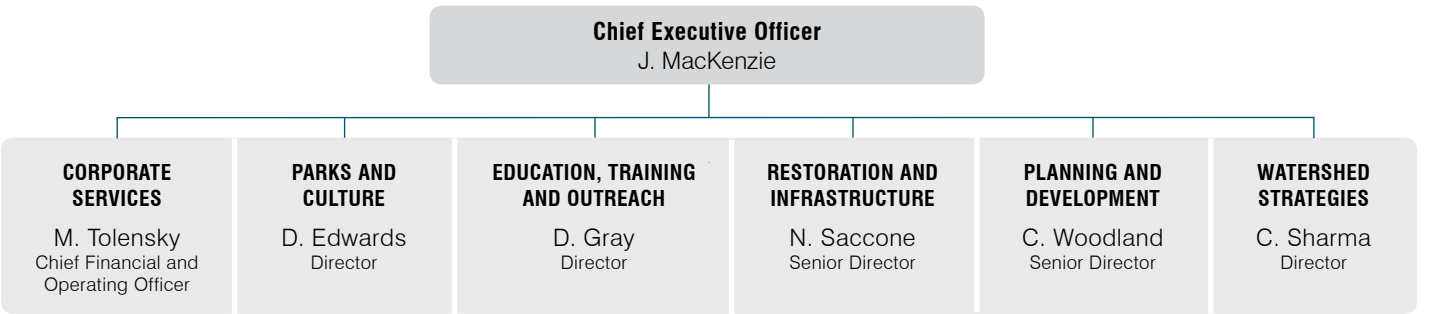 Chief Executive Officer
J. MacKenzie
CORPORATE
SERVICES
M. Tolensky
Chief Financial and
Operating Officer
PARKS AND
CULTURE
D. Edwards
Director
EDUCATION, TRAINING
AND OUTREACH
D. Gray
Director
RESTORATION AND
INFRASTRUCTURE
N. Saccone
Senior Director
PLANNING AND
DEVELOPMENT
C. Woodland
Senior Director
WATERSHED
STRATEGIES
C. Sharma
Director